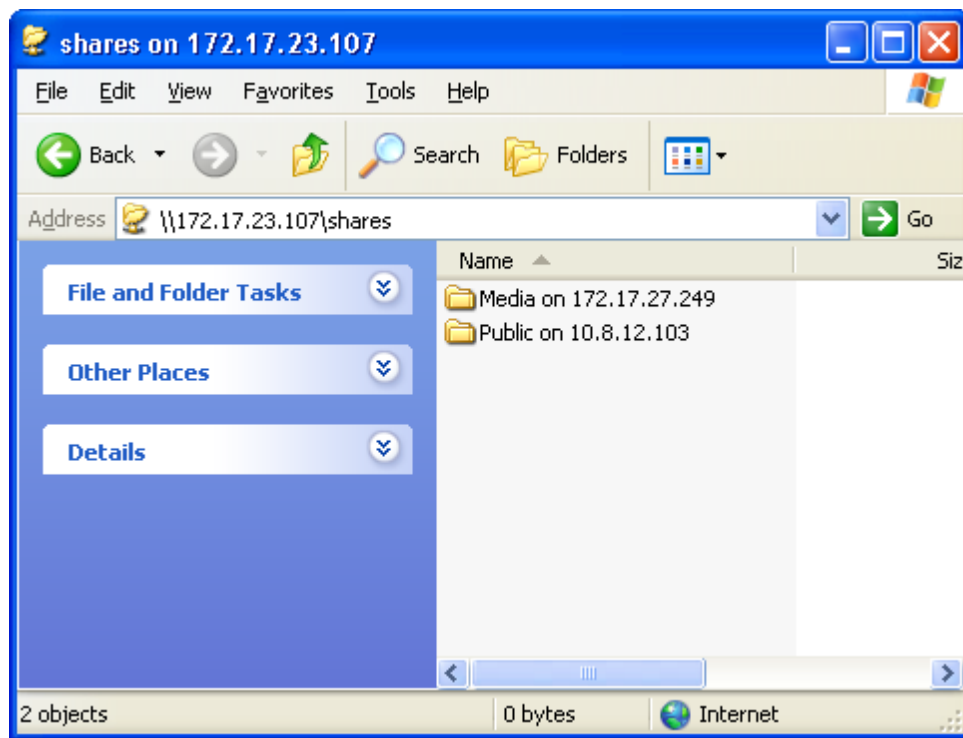 shares on 172.17.23.107
File Edit View Favorites Tools Help
Back Search Folders
Address \\172.17.23.107\shares Go
Name Siz
File and Folder Tasks
Media on 172.17.27.249
Public on 10.8.12.103
Other Places
Details
2 objects 0 bytes Internet